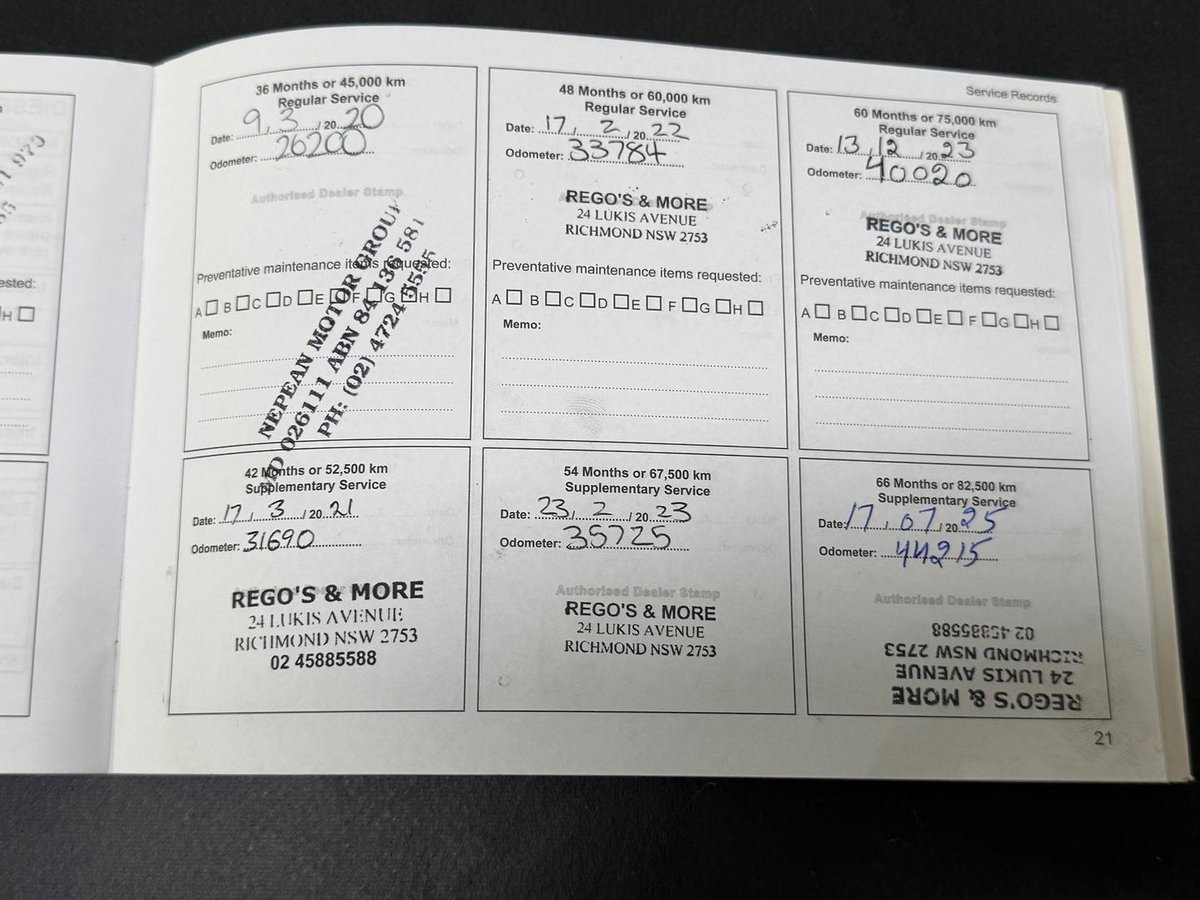 Service Records
36 Months or 45,000 km
Regular Service
Date: 9, 3 / 20 20
Odometer: 26200
Authorised Dealer Stamp
NEPEAN MOTOR GROUP
026111 ABN 84 136 581
PH: (02) 4724 5555
Preventative maintenance items requested:
A B C D E F G H
Memo:
48 Months or 60,000 km
Regular Service
Date: 17, 2 / 20 22
Odometer: 33784
REGO'S & MORE
24 LUKIS AVENUE
RICHMOND NSW 2753
Preventative maintenance items requested:
A B C D E F G H
Memo:
60 Months or 75,000 km
Regular Service
Date: 13, 12 / 20 23
Odometer: 40020
Authorised Dealer Stamp
REGO'S & MORE
24 LUKIS AVENUE
RICHMOND NSW 2753
Preventative maintenance items requested:
A B C D E F G H
Memo:
42 Months or 52,500 km
Supplementary Service
Date: 17, 3 / 20 21
Odometer: 31690
REGO'S & MORE
24 LUKIS AVENUE
RICHMOND NSW 2753
02 45885588
54 Months or 67,500 km
Supplementary Service
Date: 23, 2 / 20 23
Odometer: 35725
Authorised Dealer Stamp
REGO'S & MORE
24 LUKIS AVENUE
RICHMOND NSW 2753
66 Months or 82,500 km
Supplementary Service
Date: 17 / 07 / 20 25
Odometer: 44215
Authorised Dealer Stamp
REGO'S & MORE
24 LUKIS AVENUE
RICHMOND NSW 2753
02 45885588
21